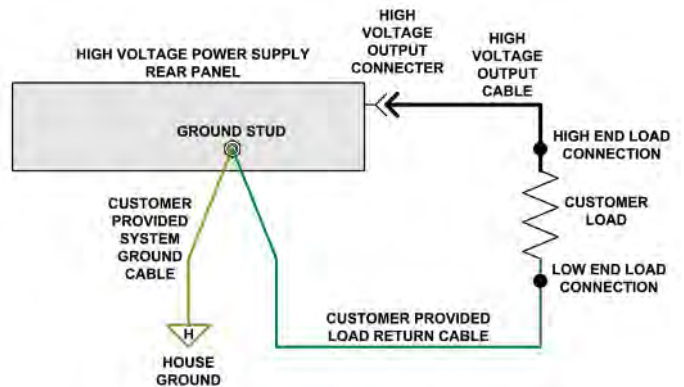 HIGH VOLTAGE POWER SUPPLY
REAR PANEL
HIGH
VOLTAGE
OUTPUT
CONNECTER
HIGH
VOLTAGE
OUTPUT
CABLE
GROUND STUD
HIGH END LOAD
CONNECTION
CUSTOMER
LOAD
CUSTOMER
PROVIDED
SYSTEM
GROUND
CABLE
LOW END LOAD
CONNECTION
CUSTOMER PROVIDED
LOAD RETURN CABLE
H
HOUSE
GROUND